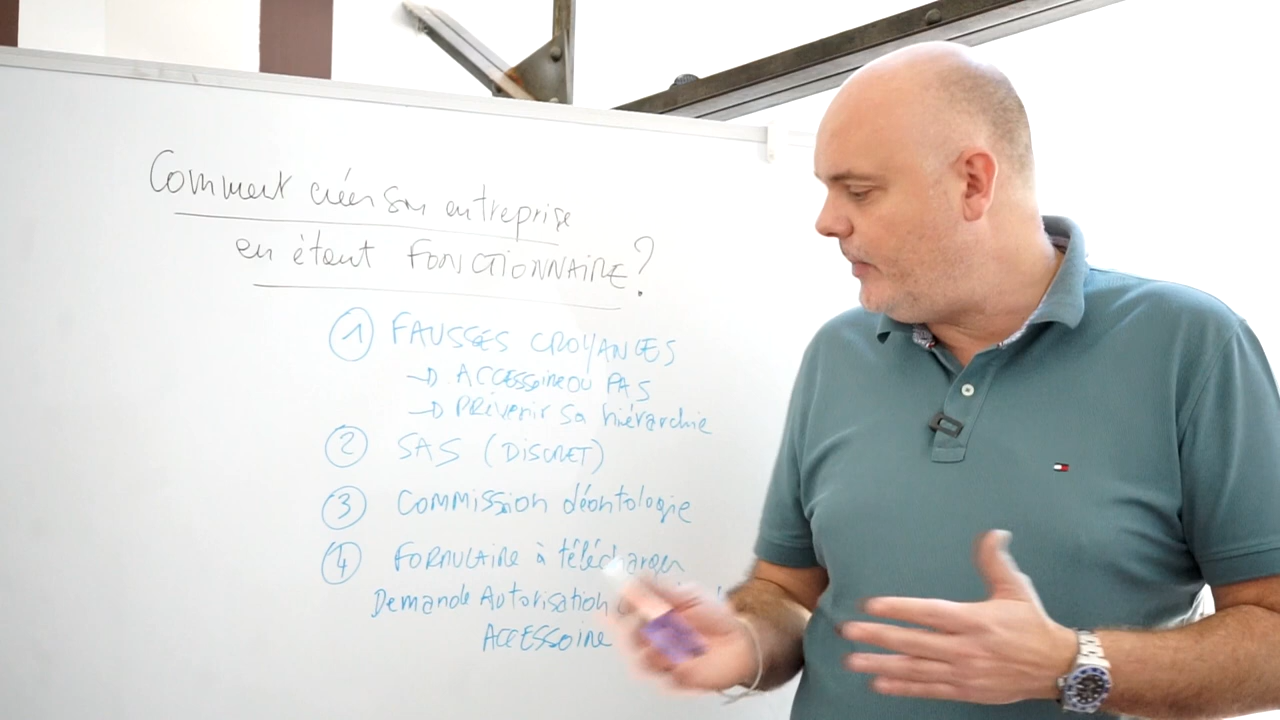 Comment créer son entreprise
en étant FONCTIONNAIRE ?
1 FAUSSES CROYANCES
→ ACCESSOIRE OU PAS
→ PRÉVENIR sa hiérarchie
2 SAS (DISCRET)
3 COMMISSION déontologie
4 FORMULAIRE à télécharger
Demande Autorisation
ACCESSOIRE